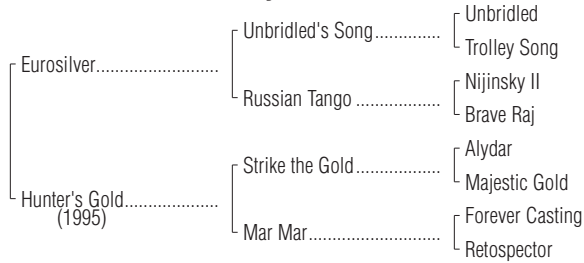 Unbridled
Unbridled's Song..............
Trolley Song
Eurosilver..........................
Nijinsky II
Russian Tango ..................
Brave Raj
Alydar
Strike the Gold..................
Majestic Gold
Hunter's Gold....................
(1995)
Forever Casting
Mar Mar............................
Retospector